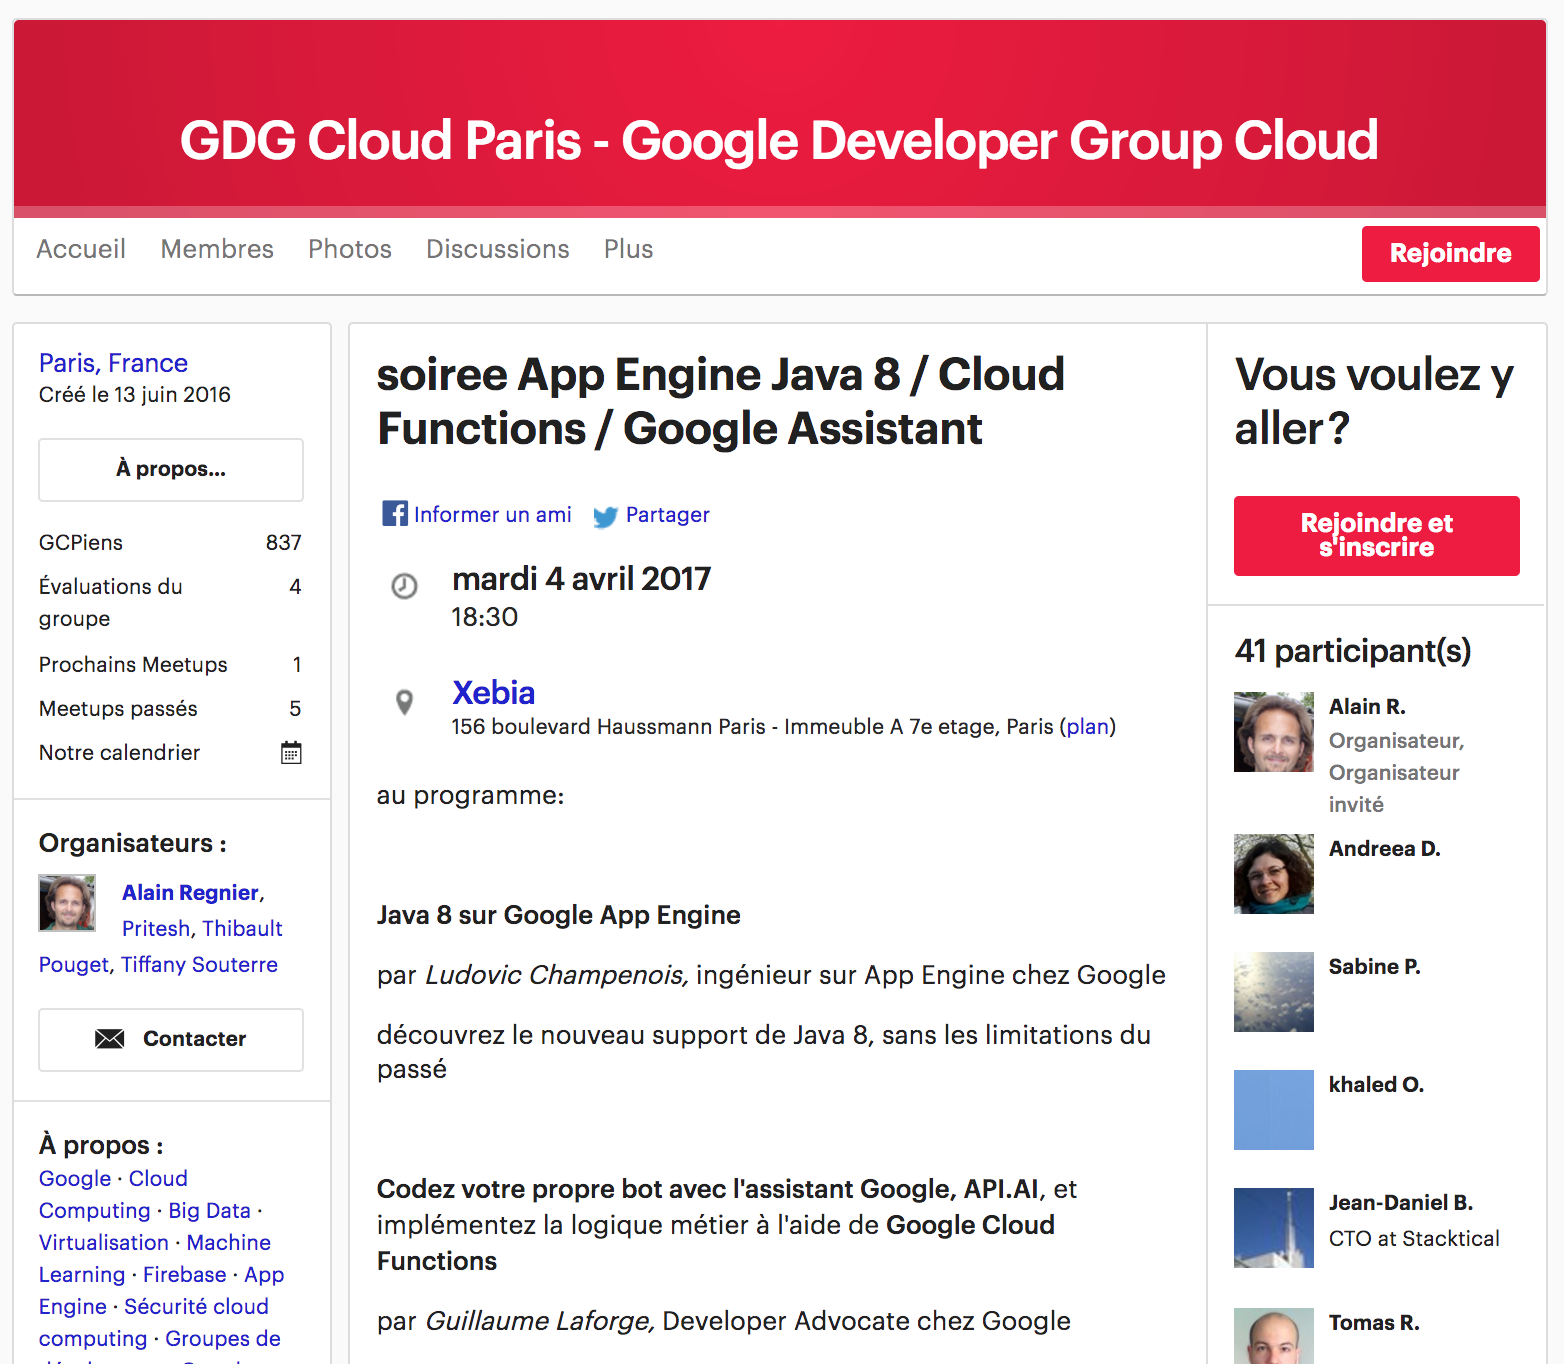 GDG Cloud Paris - Google Developer Group Cloud
Accueil Membres Photos Discussions Plus
Rejoindre
Paris, France
Créé le 13 juin 2016
À propos...
GCPiens 837
Évaluations du 4
groupe
Prochains Meetups 1
Meetups passés 5
Notre calendrier
Organisateurs :
Alain Regnier,
Pritesh, Thibault
Pouget, Tiffany Souterre
Contacter
À propos :
Google · Cloud
Computing · Big Data ·
Virtualisation · Machine
Learning · Firebase · App
Engine · Sécurité cloud
computing · Groupes de
soiree App Engine Java 8 / Cloud
Functions / Google Assistant
Informer un ami Partager
mardi 4 avril 2017
18:30
Xebia
156 boulevard Haussmann Paris - Immeuble A 7e etage, Paris (plan)
au programme:
Java 8 sur Google App Engine
par Ludovic Champenois, ingénieur sur App Engine chez Google
découvrez le nouveau support de Java 8, sans les limitations du
passé
Codez votre propre bot avec l'assistant Google, API.AI, et
implémentez la logique métier à l'aide de Google Cloud
Functions
par Guillaume Laforge, Developer Advocate chez Google
Vous voulez y
aller ?
Rejoindre et
s'inscrire
41 participant(s)
Alain R.
Organisateur,
Organisateur
invité
Andreea D.
Sabine P.
khaled O.
Jean-Daniel B.
CTO at Stacktical
Tomas R.